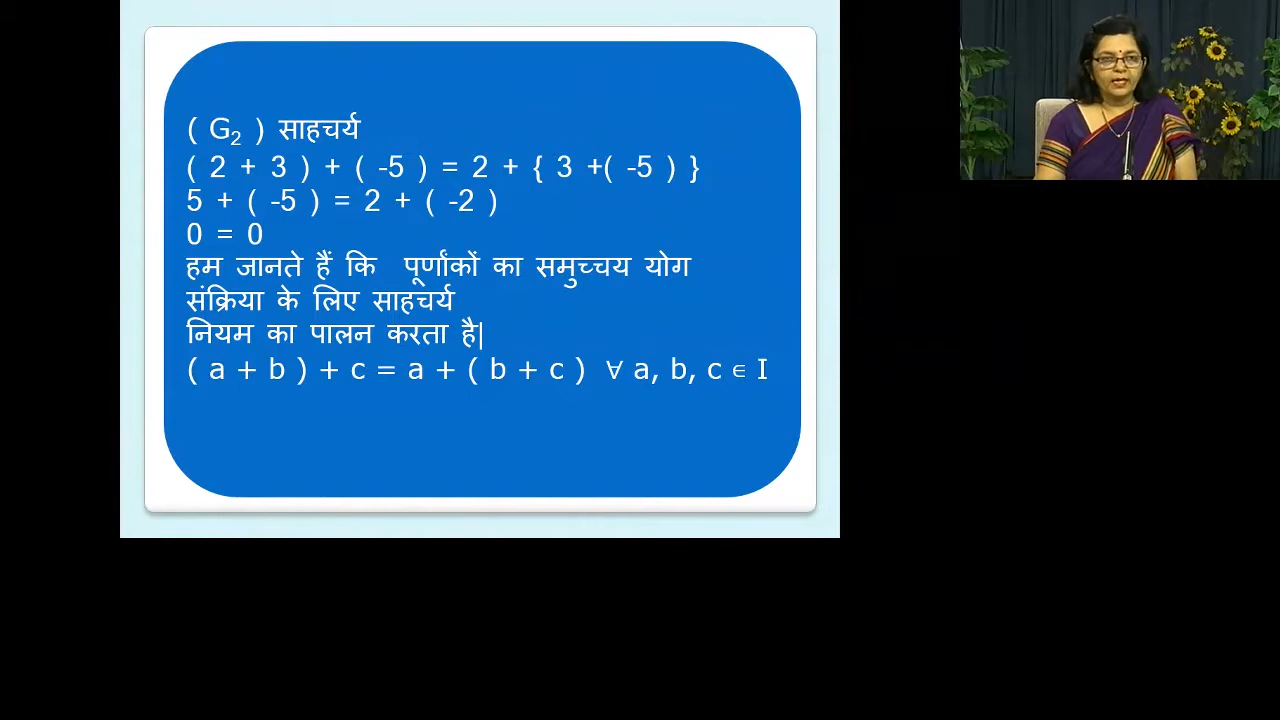 ( G₂ ) साहचर्य
( 2 + 3 ) + ( -5 ) = 2 + { 3 +( -5 ) }
5 + ( -5 ) = 2 + ( -2 )
0 = 0
हम जानते हैं कि पूर्णांकों का समुच्चय योग
संक्रिया के लिए साहचर्य
नियम का पालन करता है|
( a + b ) + c = a + ( b + c ) ∀ a, b, c ∈ I